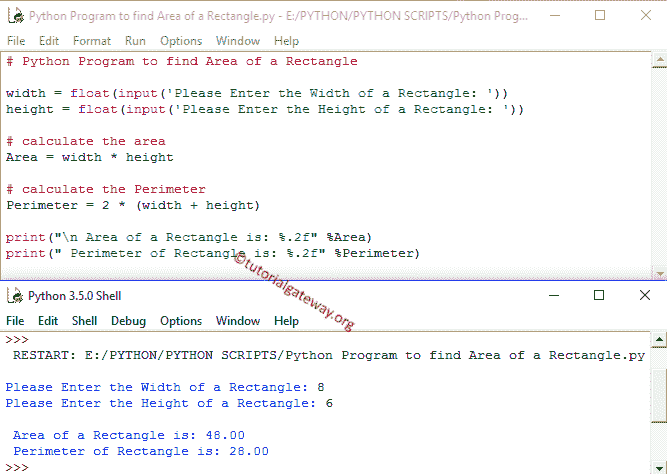 Python Program to find Area of a Rectangle.py - E:/PYTHON/PYTHON SCRIPTS/Python Prog...
File Edit Format Run Options Window Help
# Python Program to find Area of a Rectangle
width = float(input('Please Enter the Width of a Rectangle: '))
height = float(input('Please Enter the Height of a Rectangle: '))
# calculate the area
Area = width * height
# calculate the Perimeter
Perimeter = 2 * (width + height)
print("\n Area of a Rectangle is: %.2f" %Area)
print(" Perimeter of Rectangle is: %.2f" %Perimeter)
©tutorialgateway.org
Python 3.5.0 Shell
File Edit Shell Debug Options Window Help
>>>
RESTART: E:/PYTHON/PYTHON SCRIPTS/Python Program to find Area of a Rectangle.py
Please Enter the Width of a Rectangle: 8
Please Enter the Height of a Rectangle: 6
Area of a Rectangle is: 48.00
Perimeter of Rectangle is: 28.00
>>>